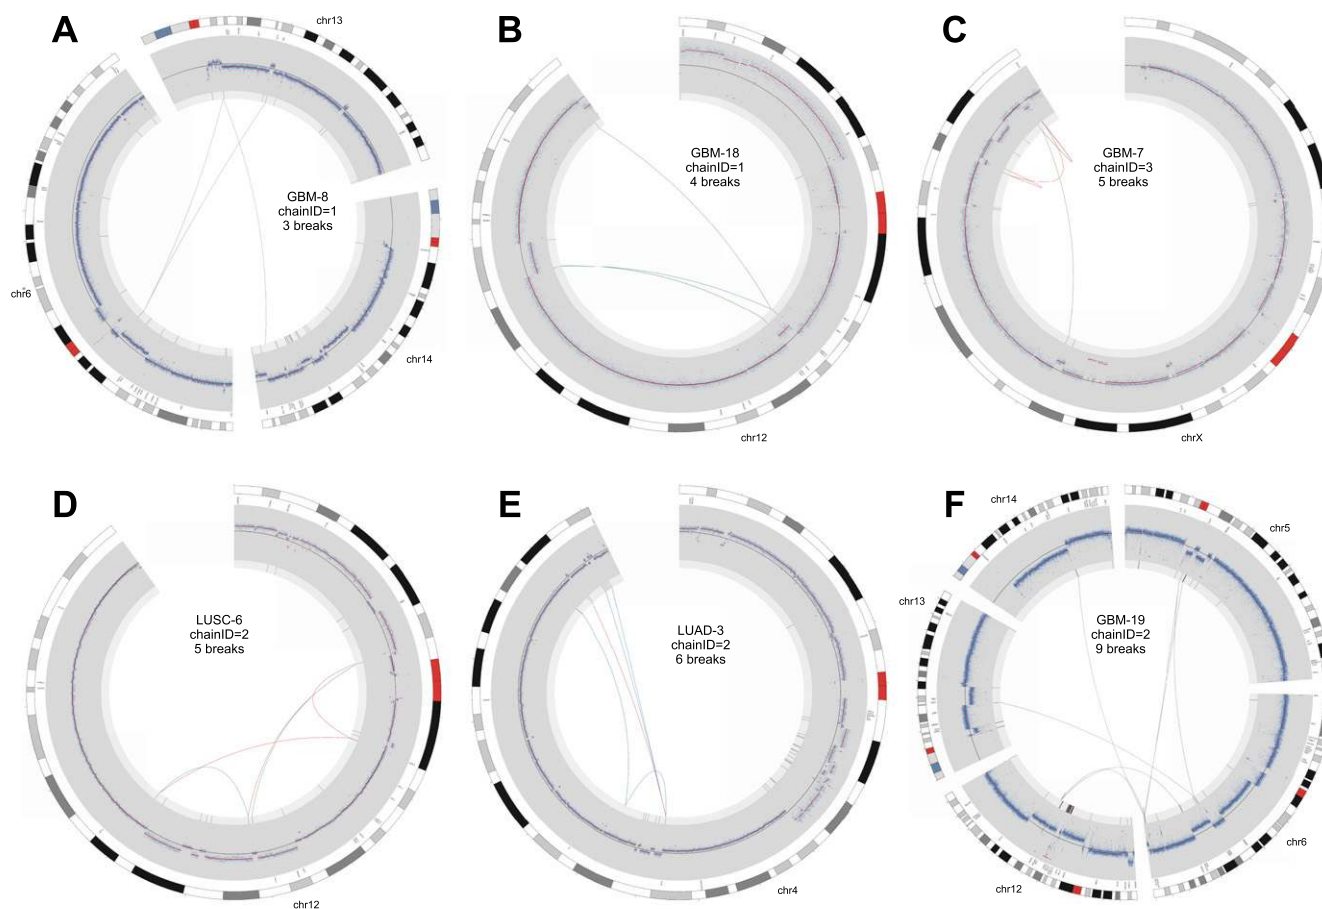 A
chr13
GBM-8
chainID=1
3 breaks
chr6
chr14
B
GBM-18
chainID=1
4 breaks
chr12
C
GBM-7
chainID=3
5 breaks
chrX
D
LUSC-6
chainID=2
5 breaks
chr12
E
LUAD-3
chainID=2
6 breaks
chr4
F
chr14
chr5
chr13
GBM-19
chainID=2
9 breaks
chr6
chr12